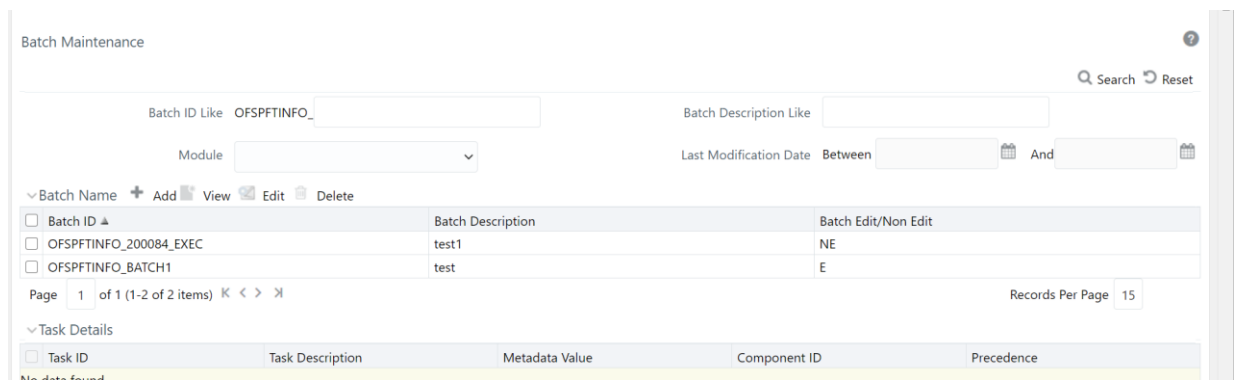 Batch Maintenance
Search Reset
Batch ID Like OFSPFTINFO_ Batch Description Like
Module Last Modification Date Between And
Batch Name Add View Edit Delete
Batch ID Batch Description Batch Edit/Non Edit
OFSPFTINFO_200084_EXEC test1 NE
OFSPFTINFO_BATCH1 test E
Page 1 of 1 (1-2 of 2 items) Records Per Page 15
Task Details
Task ID Task Description Metadata Value Component ID Precedence
No data found